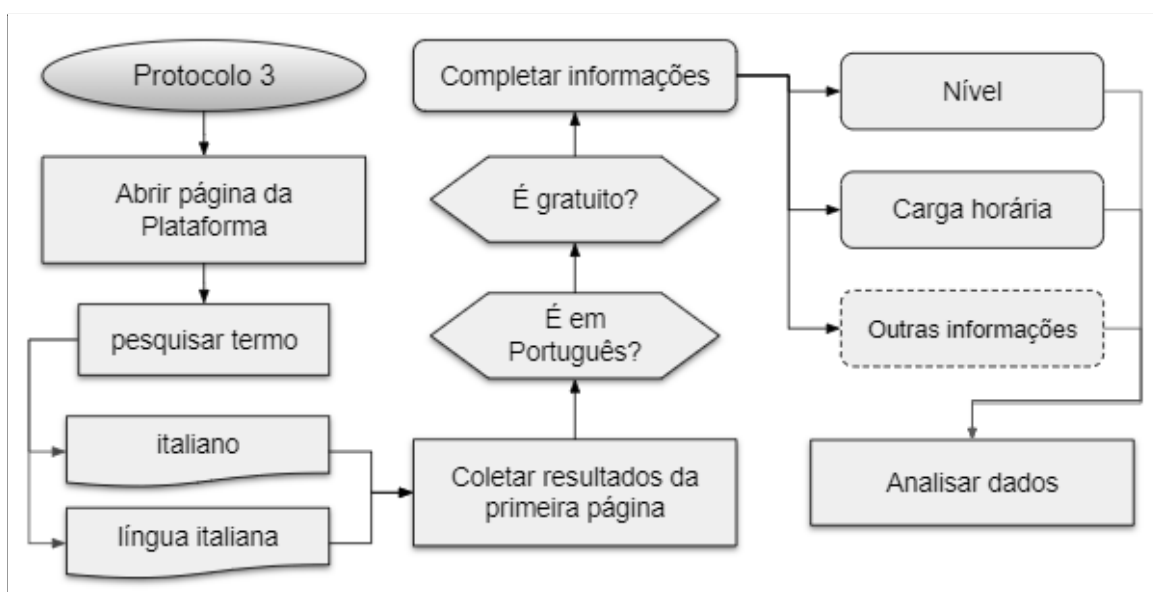 Protocolo 3
Abrir página da
Plataforma
pesquisar termo
italiano
língua italiana
Coletar resultados da
primeira página
É em
Português?
É gratuito?
Completar informações
Nível
Carga horária
Outras informações
Analisar dados